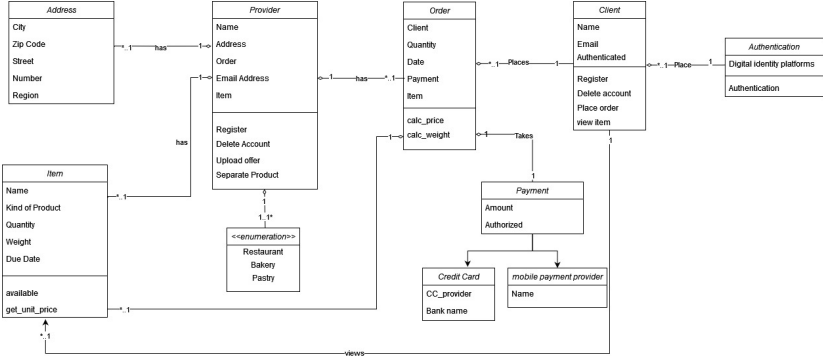 Address
City
Zip Code
Street
Number
Region
*..1
has
1
Provider
Name
Address
Order
Email Address
Item
Register
Delete Account
Upload offer
Separate Product
1
1
has
*..1
Order
Client
Quantity
Date
Payment
Item
calc_price
calc_weight
*..1
Places
1
Client
Name
Email
Authenticated
Register
Delete account
Place order
view item
*..1
Place
1
Authentication
Digital identity platforms
Authentication
has
*..1
1
1
Takes
1
1
Item
Name
Kind of Product
Quantity
Weight
Due Date
available
get_unit_price
*..1
*..1
1
1..1*
<<enumeration>>
Restaurant
Bakery
Pastry
Payment
Amount
Authorized
Credit Card
CC_provider
Bank name
mobile payment provider
Name
views